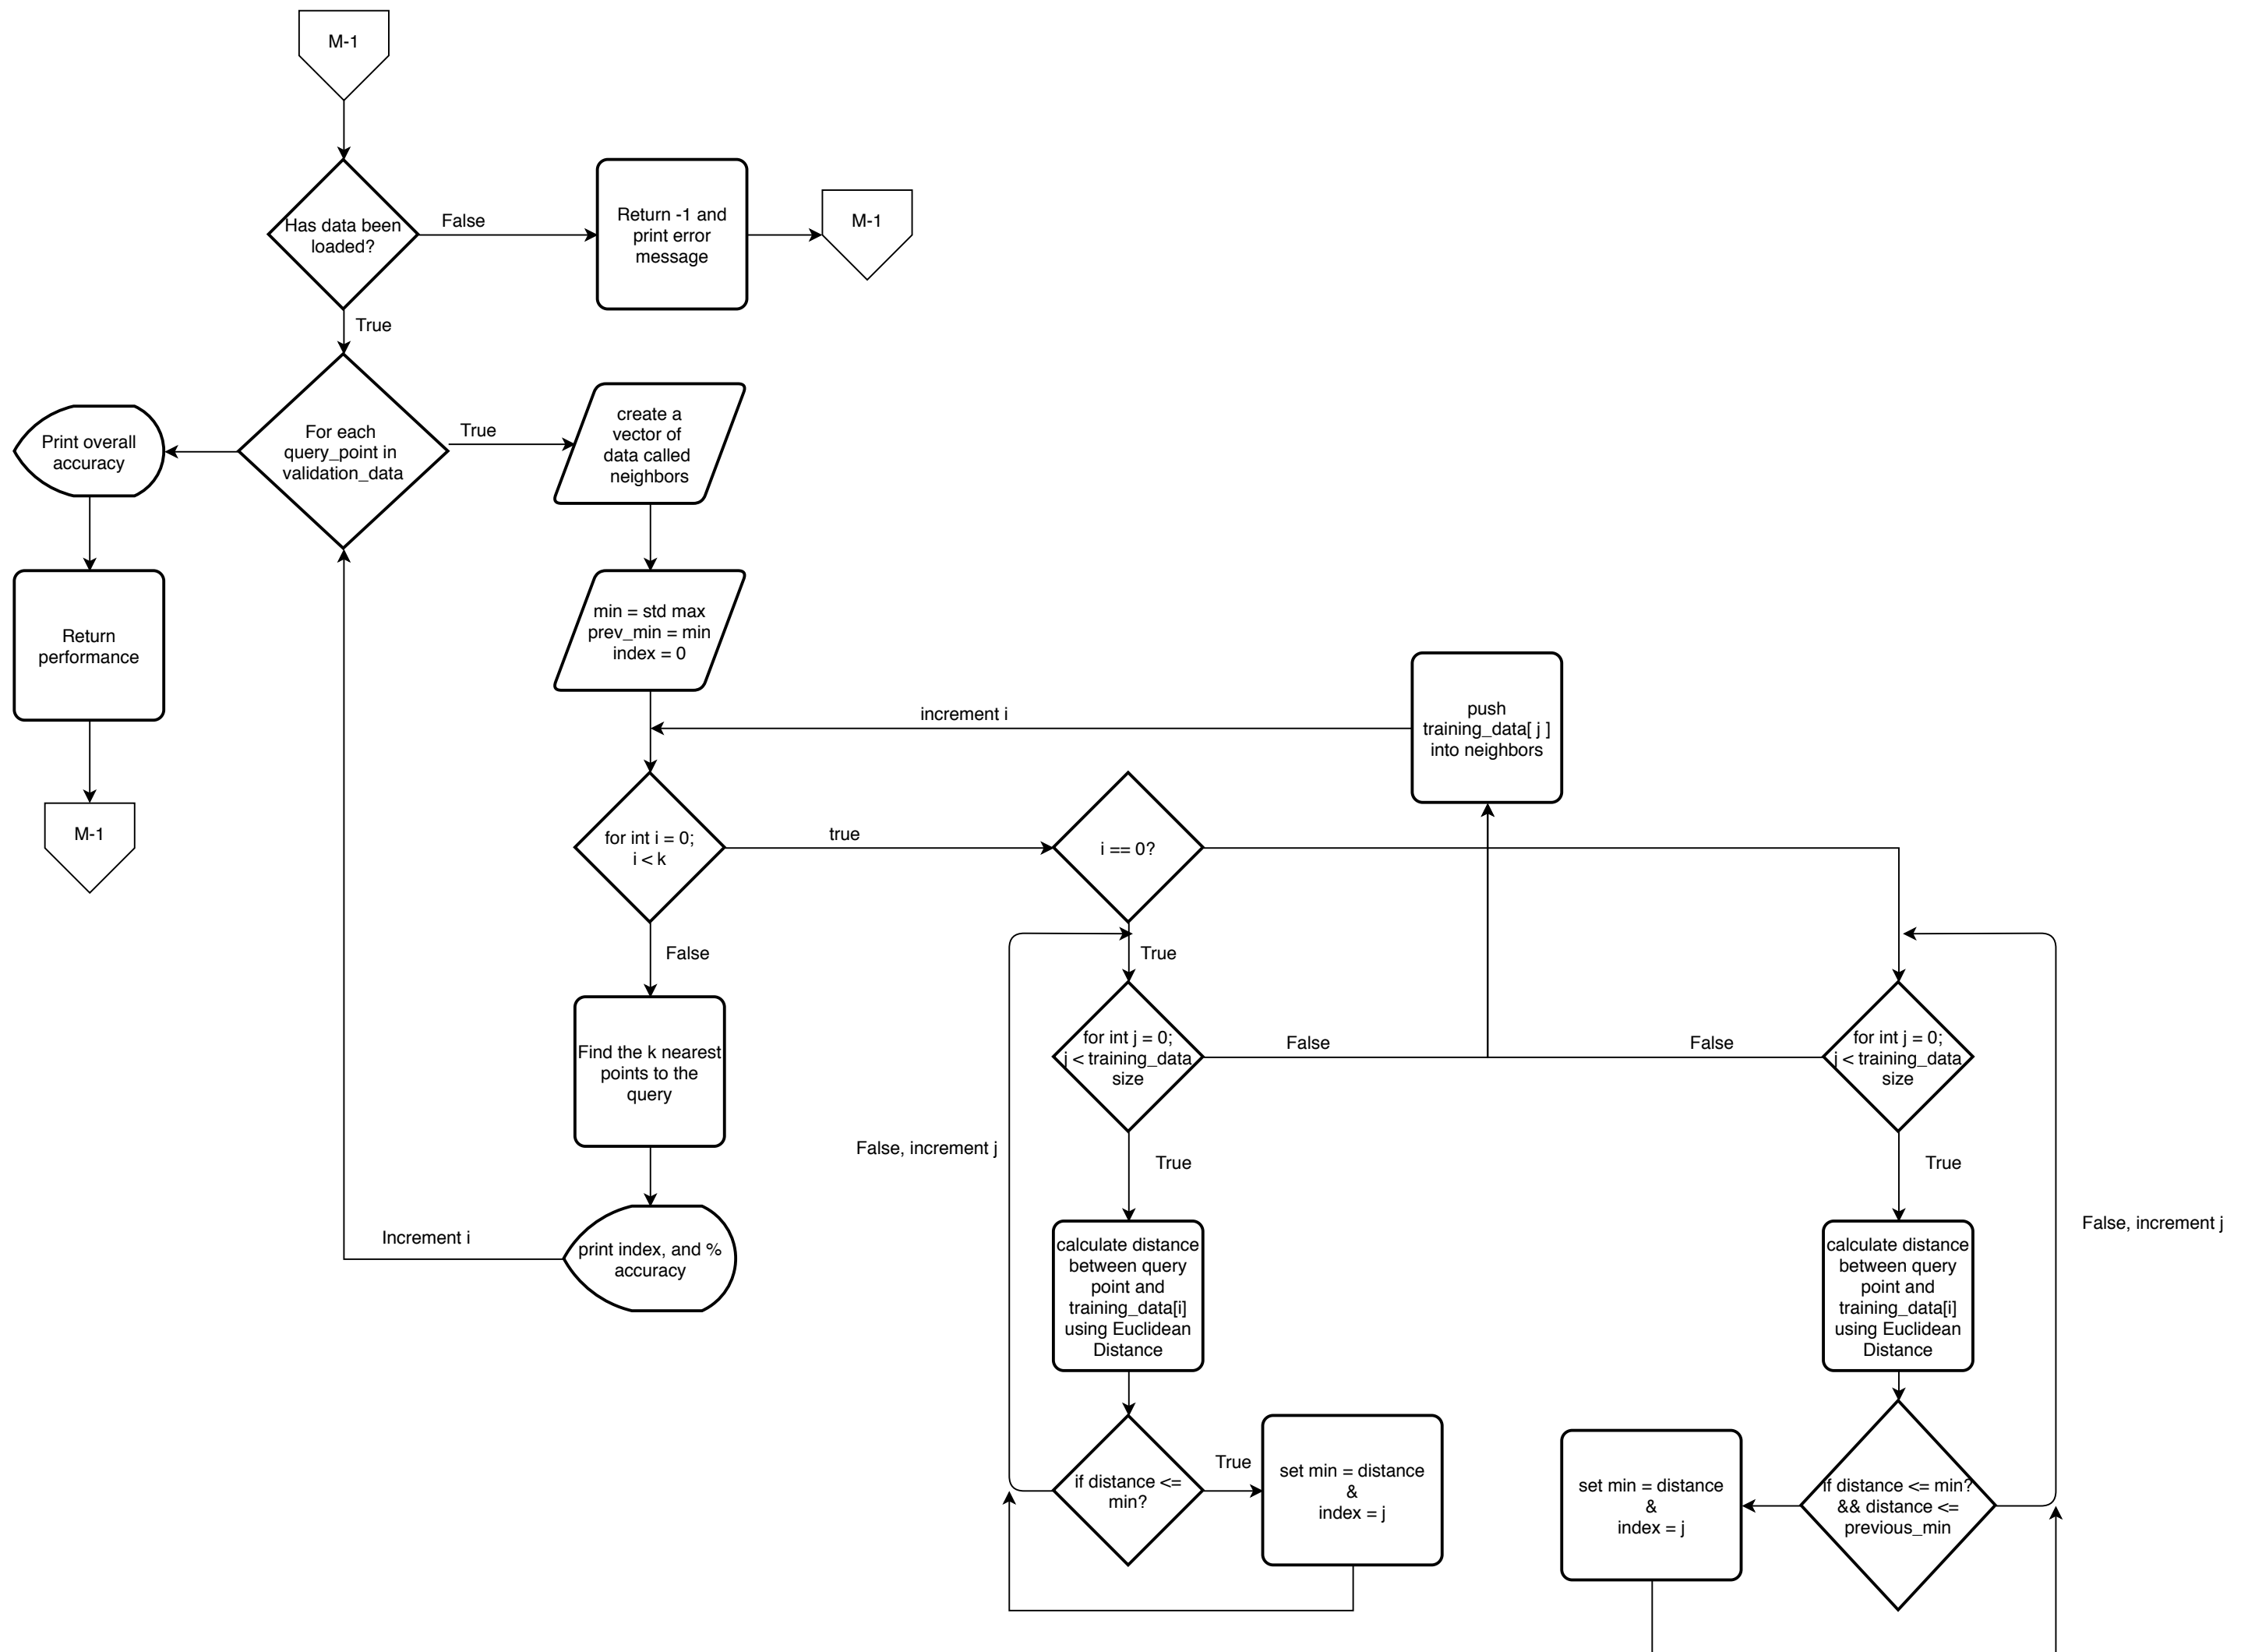 M-1
Has data been
loaded?
False
Return -1 and
print error
message
M-1
True
For each
query_point in
validation_data
Print overall
accuracy
Return
performance
M-1
True
create a
vector of
data called
neighbors
min = std max
prev_min = min
index = 0
increment i
push
training_data[ j ]
into neighbors
for int i = 0;
i < k
true
i == 0?
False
Find the k nearest
points to the
query
print index, and %
accuracy
Increment i
True
for int j = 0;
j < training_data
size
False
False
for int j = 0;
j < training_data
size
False, increment j
True
calculate distance
between query
point and
training_data[i]
using Euclidean
Distance
if distance <=
min?
True
set min = distance
&
index = j
True
False, increment j
calculate distance
between query
point and
training_data[i]
using Euclidean
Distance
if distance <= min?
&& distance <=
previous_min
set min = distance
&
index = j